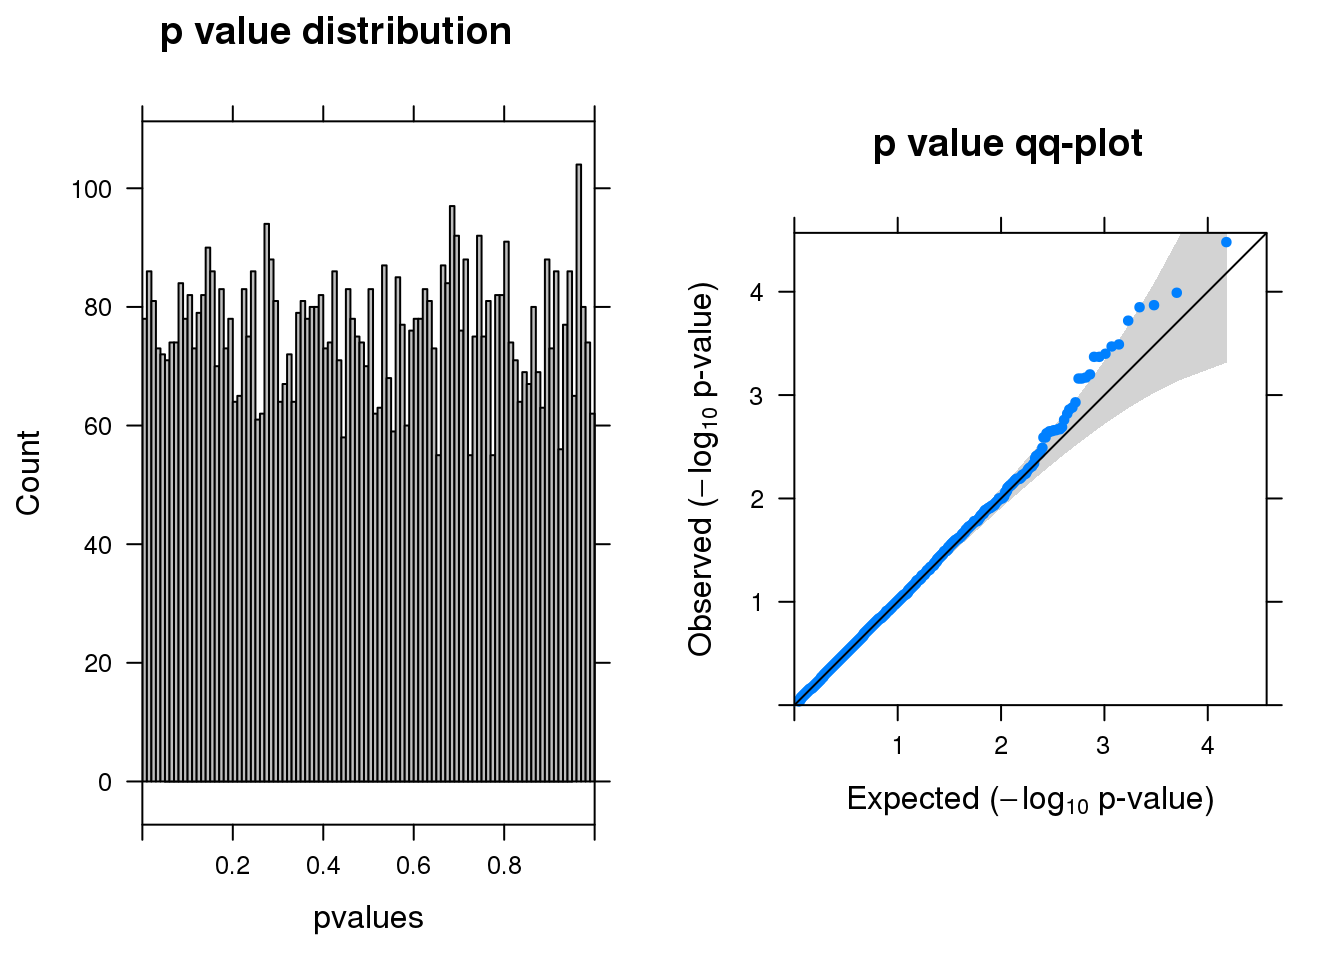 p value distribution
Count
100
80
60
40
20
0
0.2 0.4 0.6 0.8
pvalues
p value qq-plot
Observed (−log₁₀ p-value)
4
3
2
1
1 2 3 4
Expected (−log₁₀ p-value)